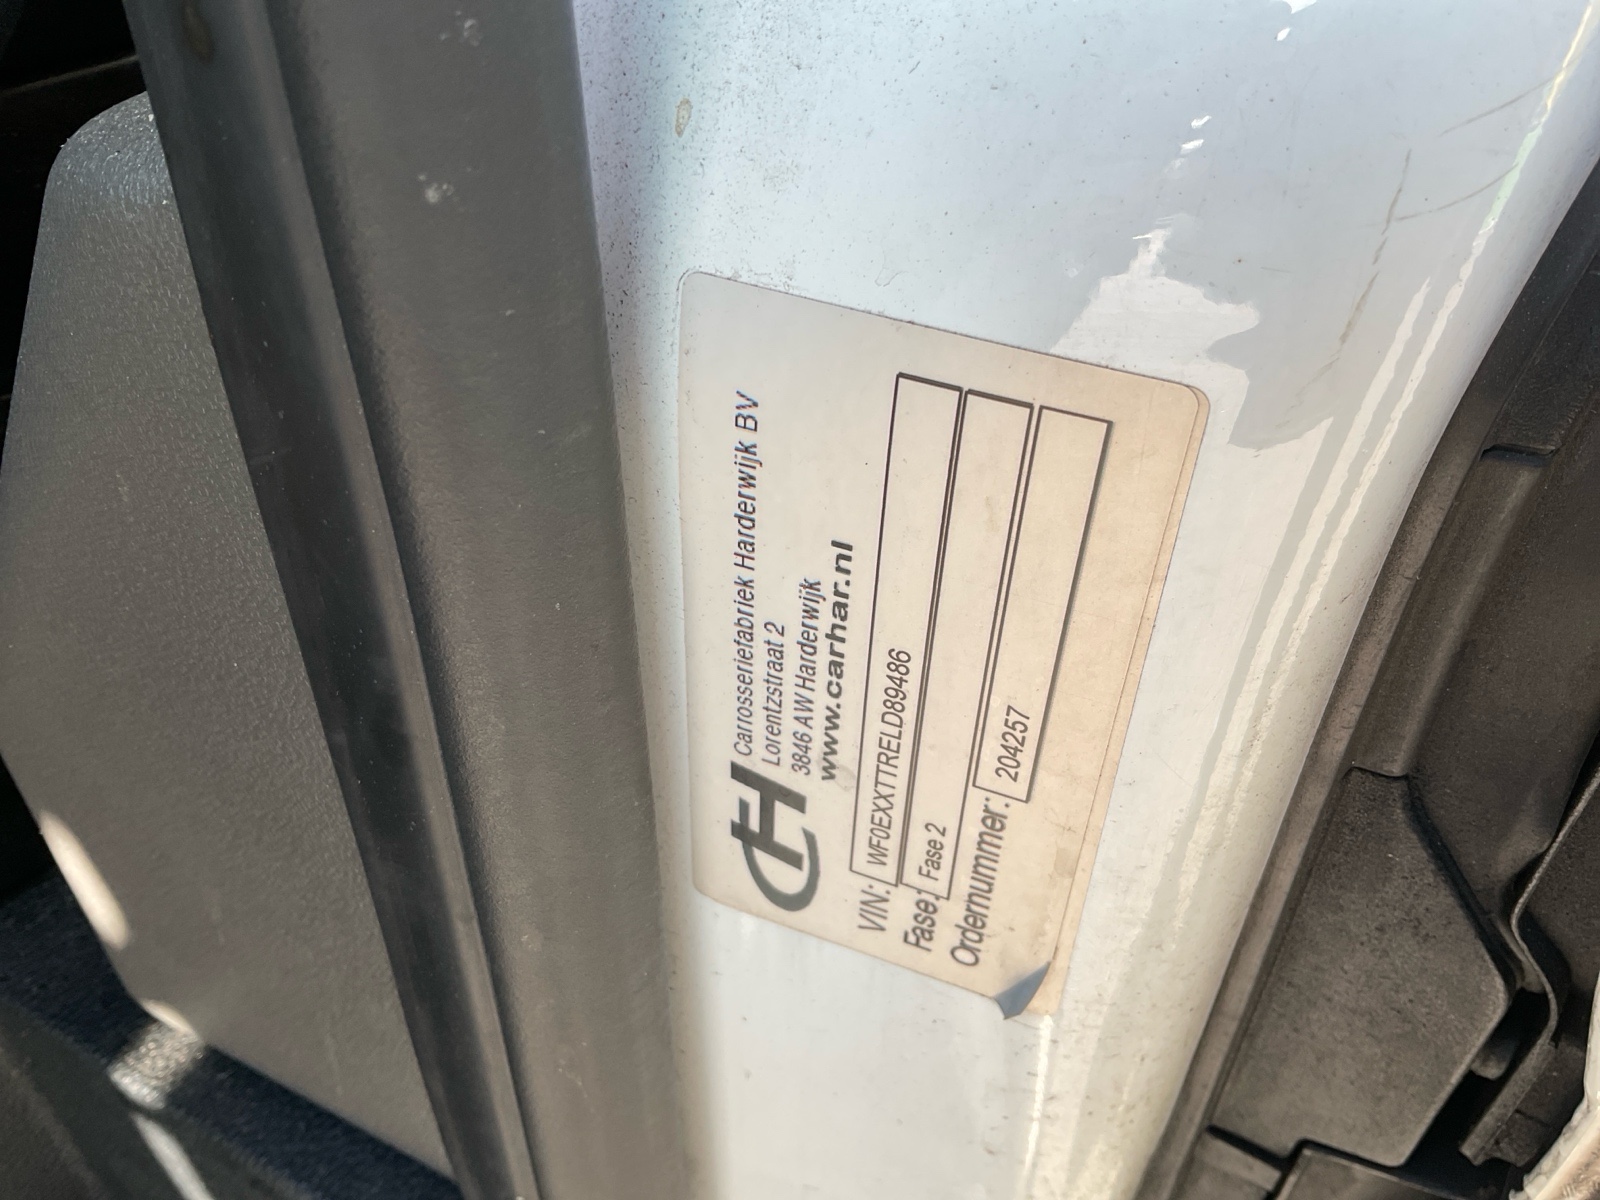 CH
Carrosseriefabriek Harderwijk BV
Lorentzstraat 2
3846 AW Harderwijk
www.carhar.nl
VIN: WF0EXXTTRELD89486
Fase: Fase 2
Ordernummer: 204257